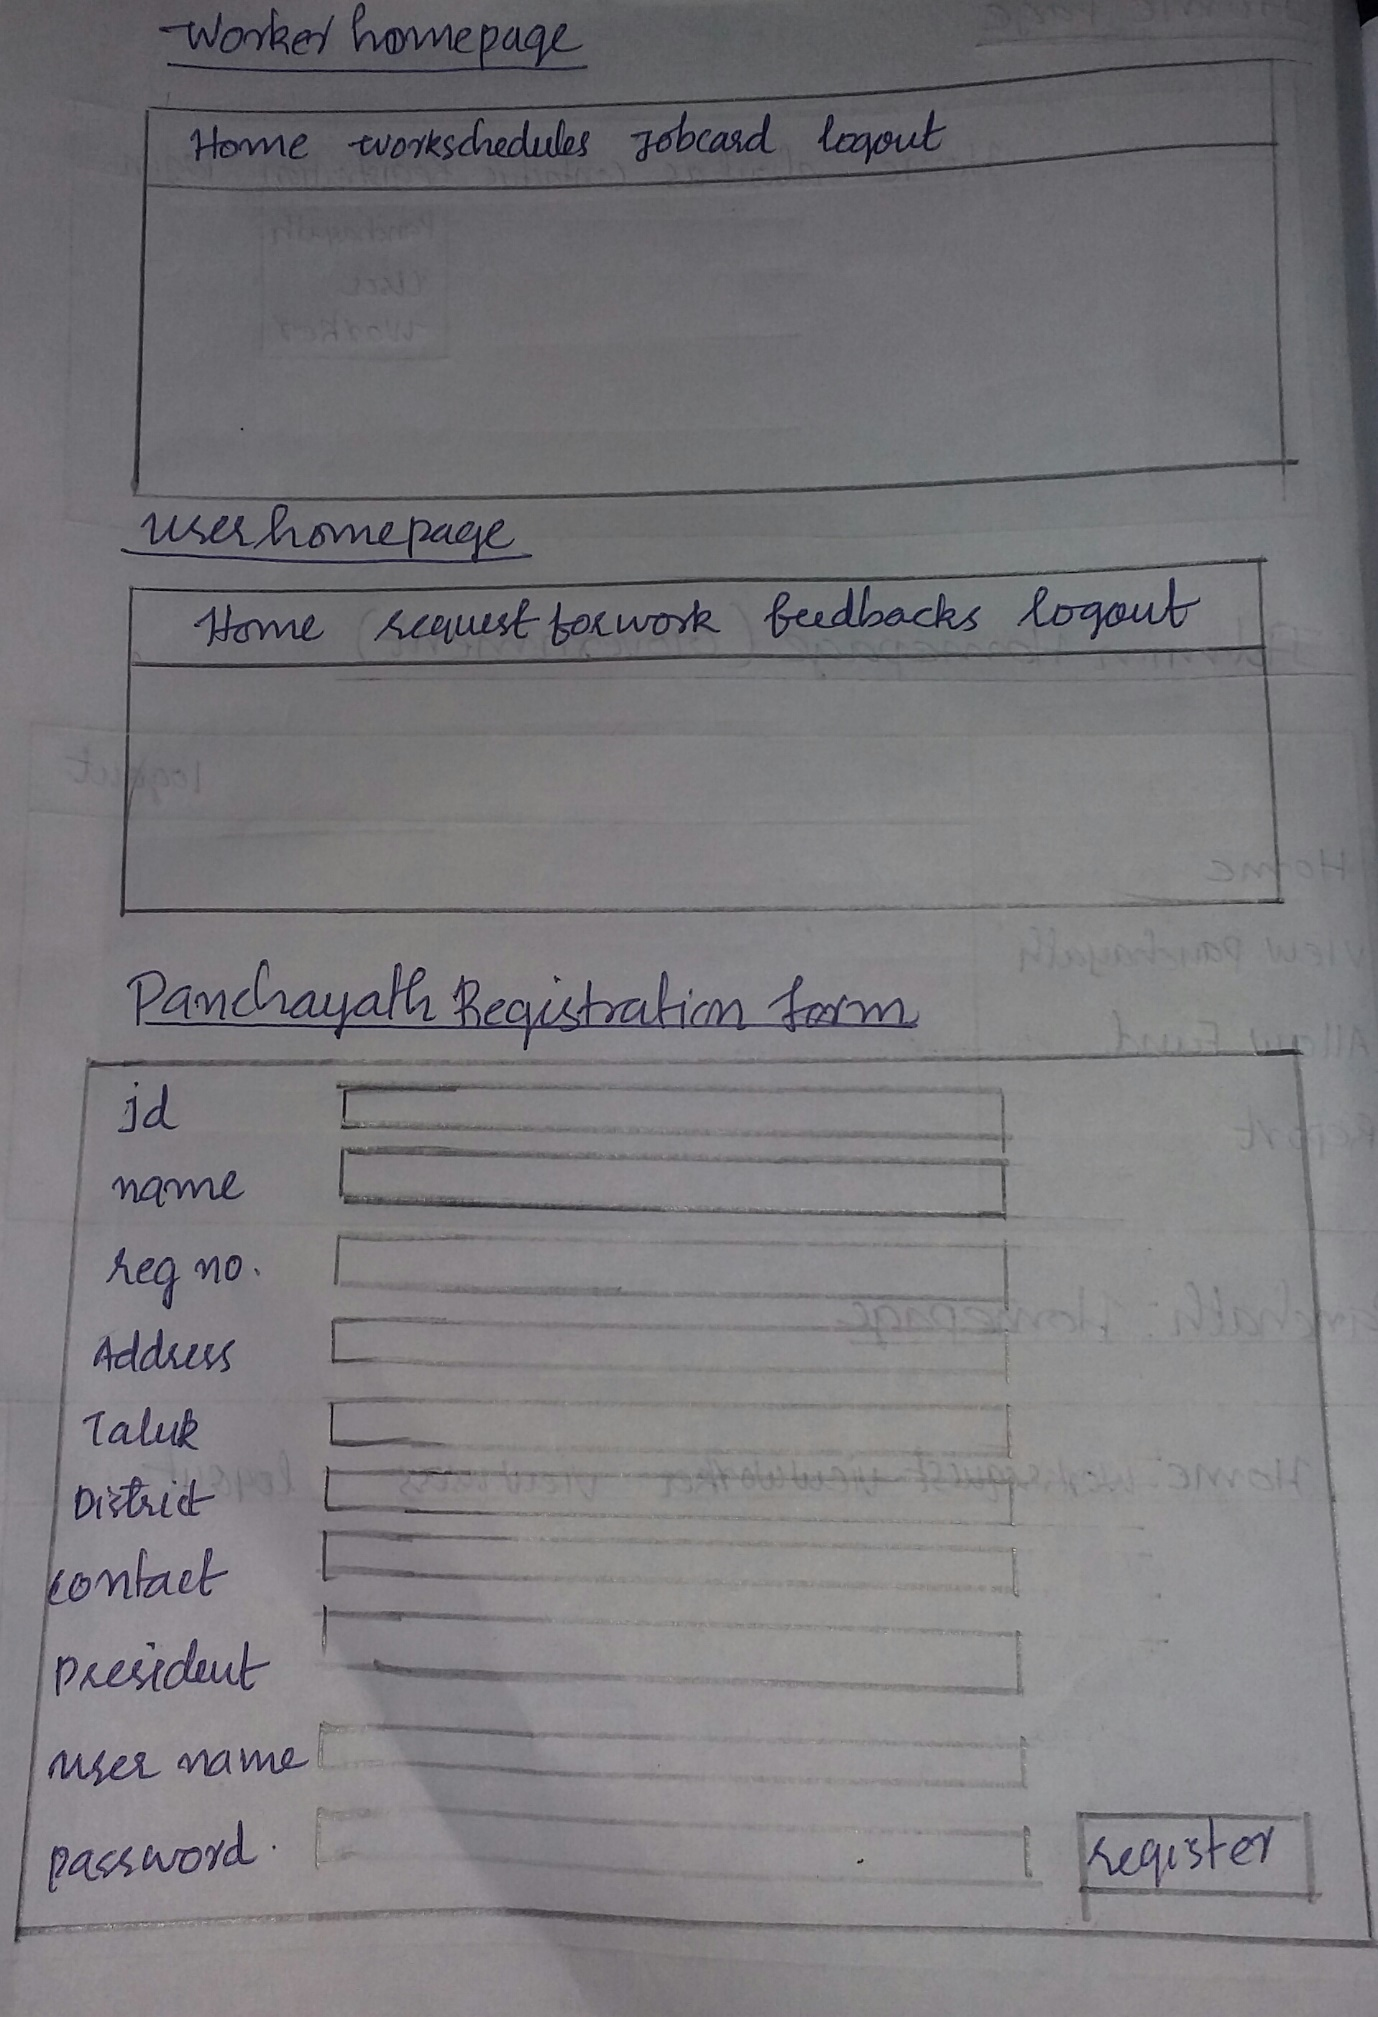 Worker homepage
Home workschedules Jobcard logout
user homepage
Home request for work feedbacks logout
Panchayath Registration form
id
name
reg no.
Address
Taluk
District
contact
president
user name
password.
register